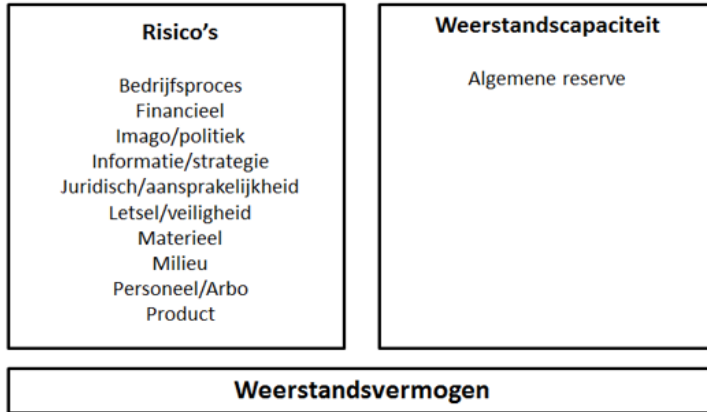 Risico’s
Bedrijfsproces
Financieel
Imago/politiek
Informatie/strategie
Juridisch/aansprakelijkheid
Letsel/veiligheid
Materieel
Milieu
Personeel/Arbo
Product
Weerstandscapaciteit
Algemene reserve
Weerstandsvermogen